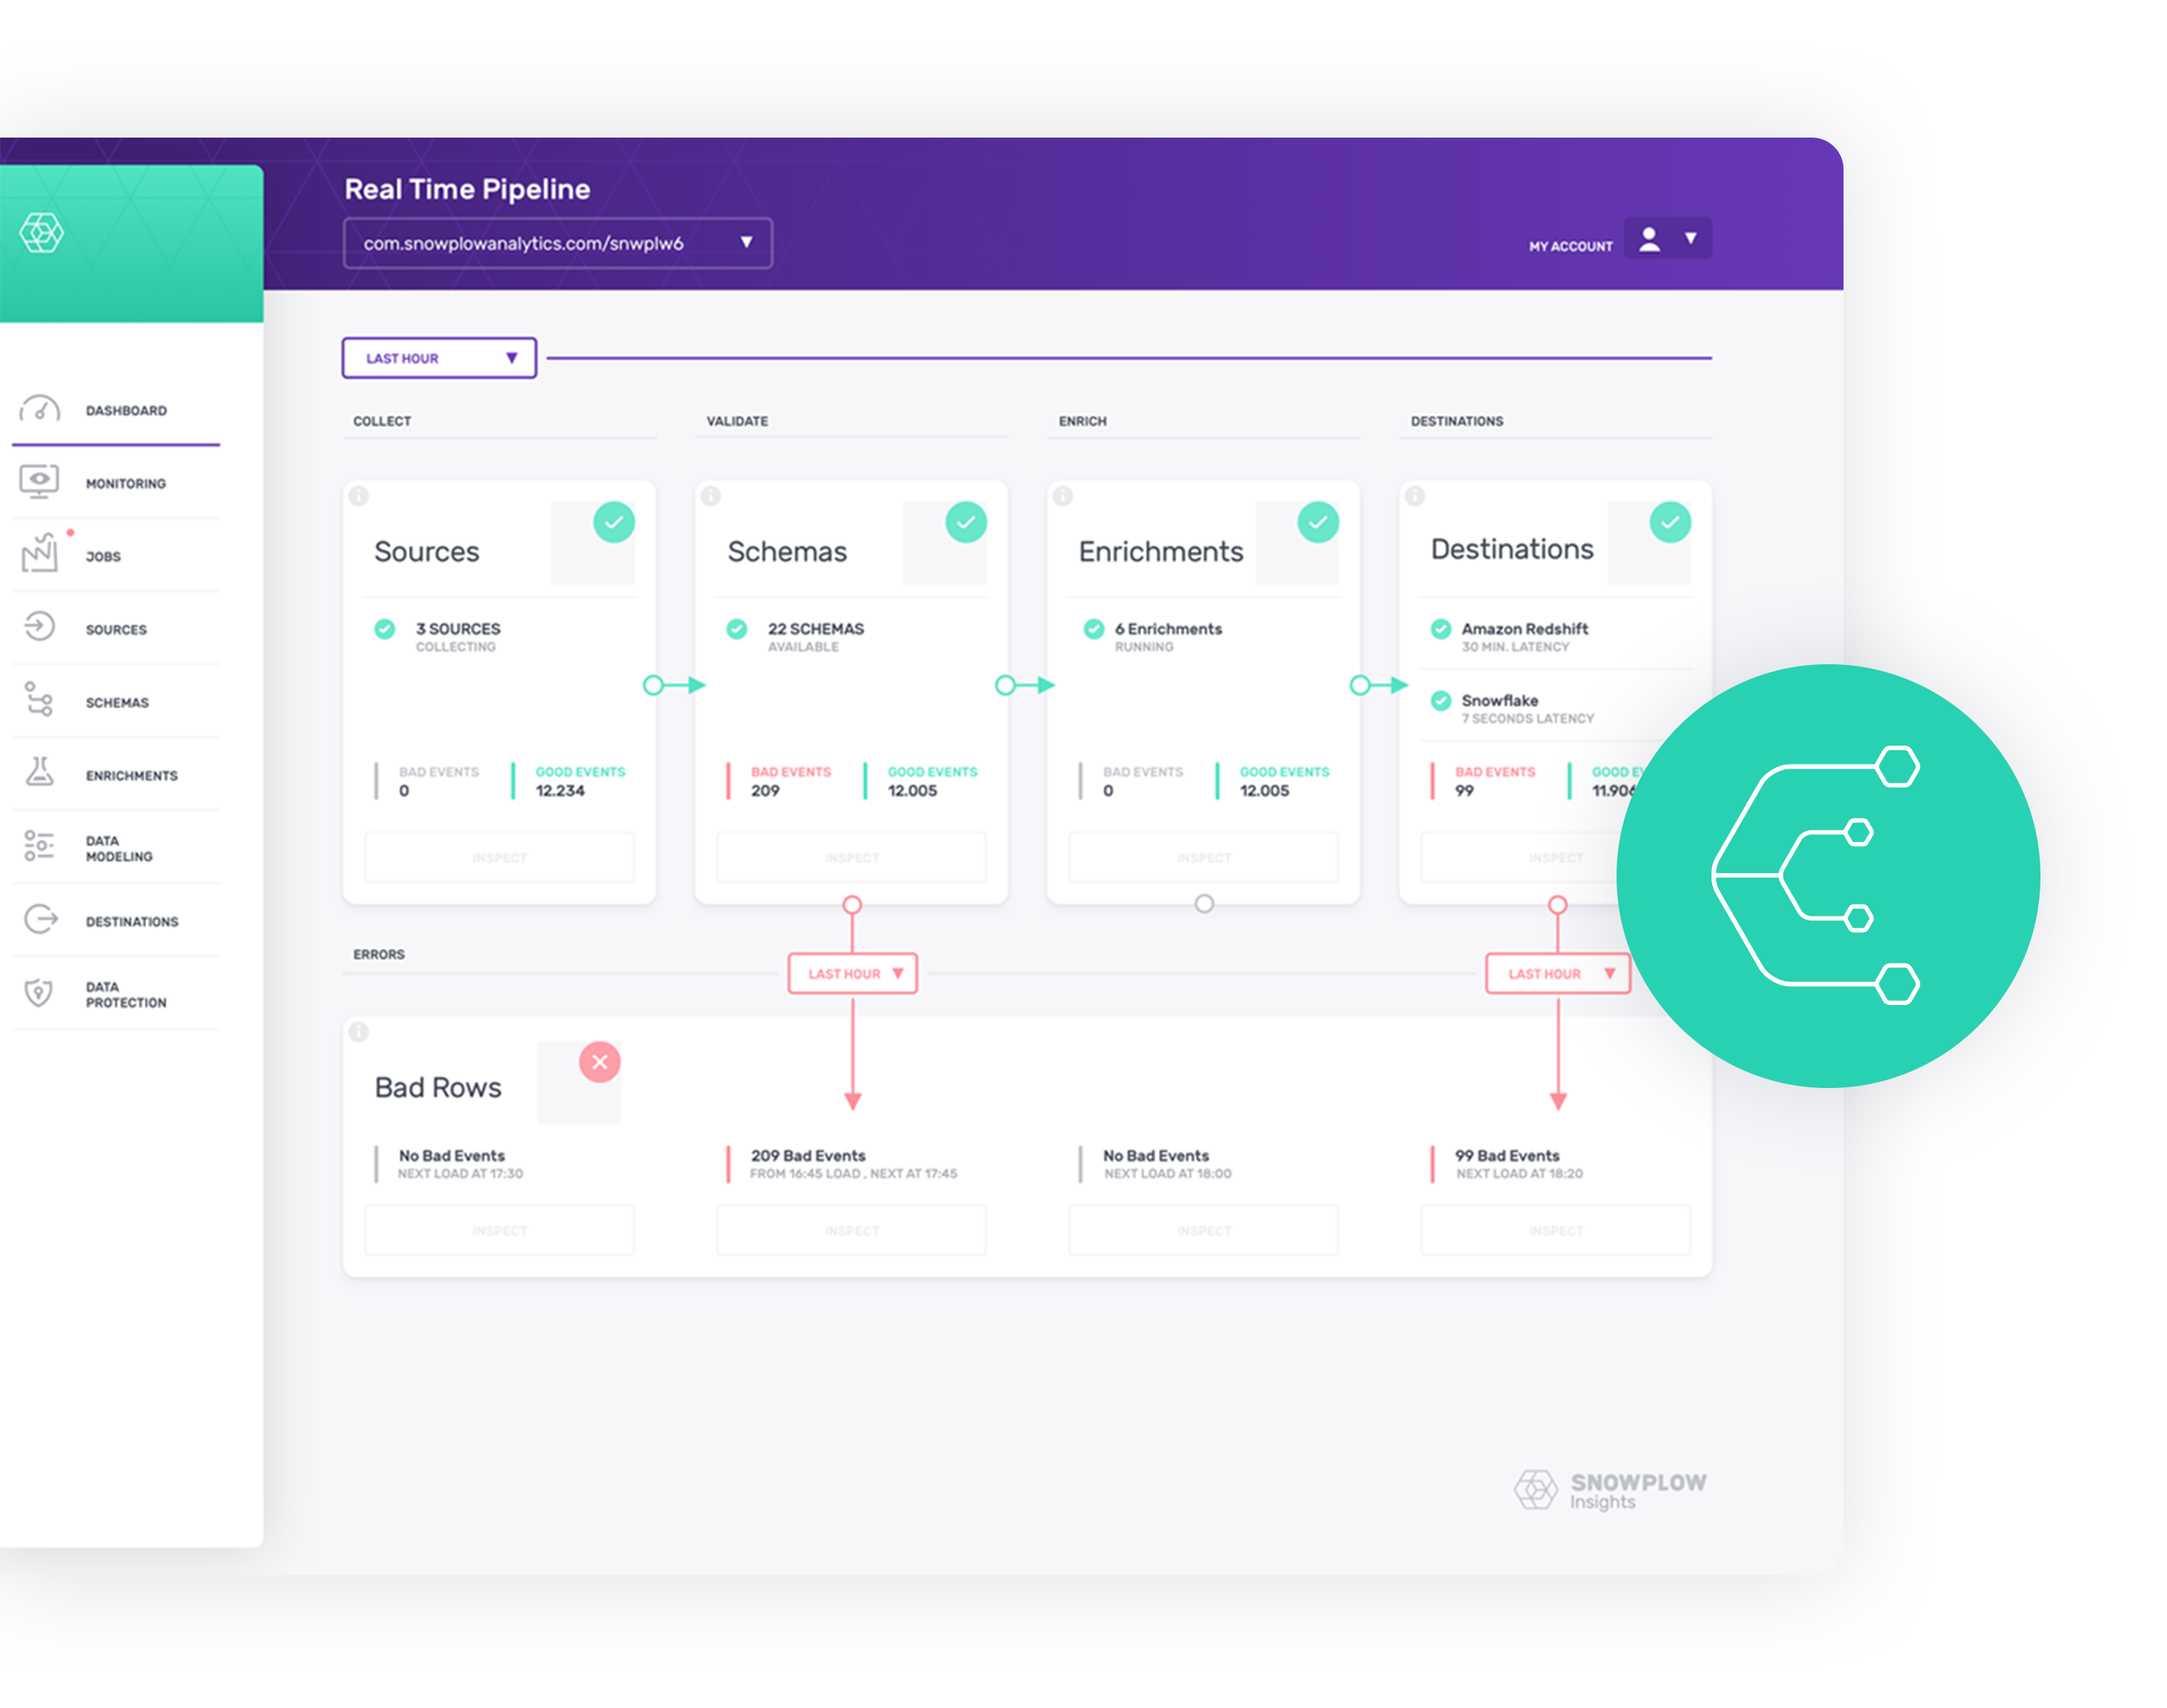 Real Time Pipeline
com.snowplowanalytics.com/snwplw6
MY ACCOUNT
DASHBOARD
MONITORING
JOBS
SOURCES
SCHEMAS
ENRICHMENTS
DATA
MODELING
DESTINATIONS
DATA
PROTECTION
LAST HOUR
COLLECT
VALIDATE
ENRICH
DESTINATIONS
Sources
3 SOURCES
COLLECTING
BAD EVENTS
0
GOOD EVENTS
12.234
INSPECT
Schemas
22 SCHEMAS
AVAILABLE
BAD EVENTS
209
GOOD EVENTS
12.005
INSPECT
Enrichments
6 Enrichments
RUNNING
BAD EVENTS
0
GOOD EVENTS
12.005
INSPECT
Destinations
Amazon Redshift
30 MIN. LATENCY
Snowflake
7 SECONDS LATENCY
BAD EVENTS
99
GOOD
11.906
INSPECT
ERRORS
LAST HOUR
LAST HOUR
Bad Rows
No Bad Events
NEXT LOAD AT 17:30
INSPECT
209 Bad Events
FROM 16:45 LOAD , NEXT AT 17:45
INSPECT
No Bad Events
NEXT LOAD AT 18:00
INSPECT
99 Bad Events
NEXT LOAD AT 18:20
INSPECT
SNOWPLOW
Insights